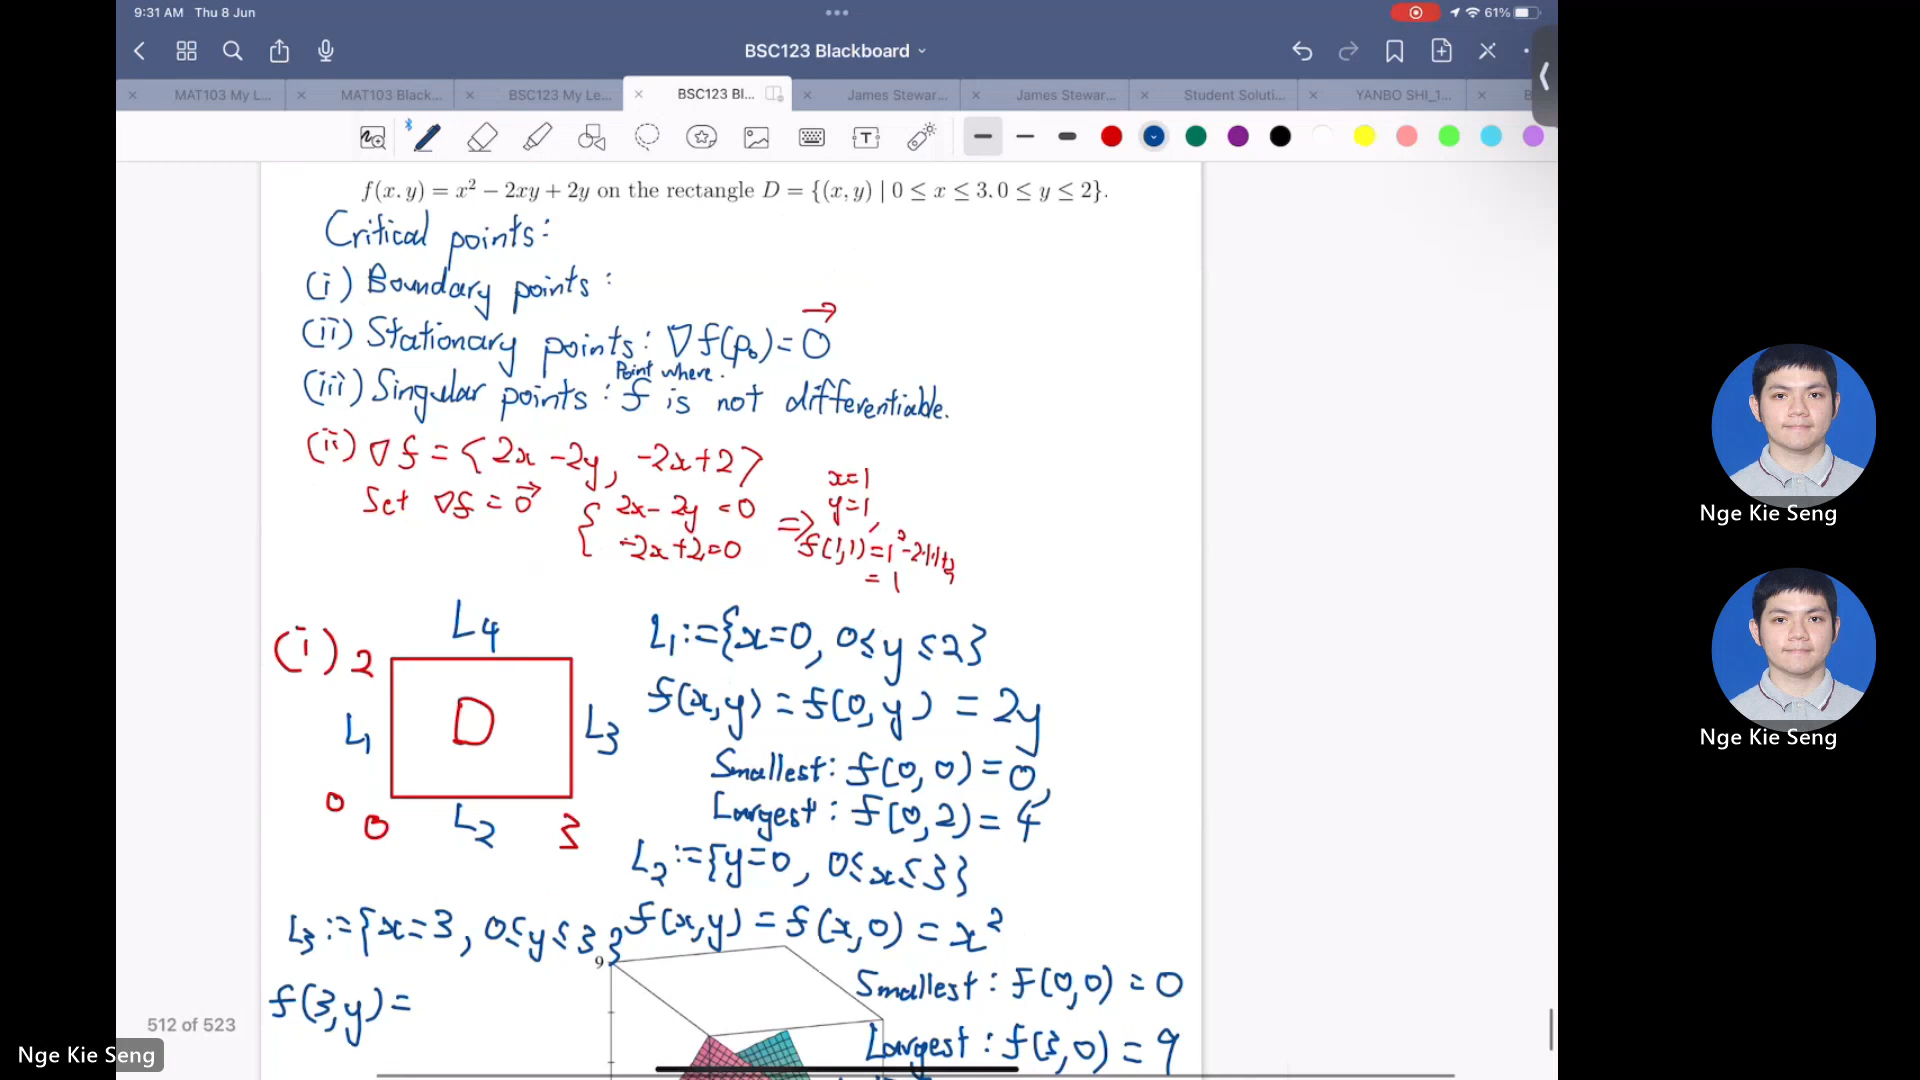 9:31 AM Thu 8 Jun
61%
BSC123 Blackboard
MAT103 My L...
MAT103 Black...
BSC123 My Le...
BSC123 Bl...
James Stewar...
James Stewar...
Student Soluti...
YANBO SHI_1...
f(x, y) = x² − 2xy + 2y on the rectangle D = {(x, y) | 0 ≤ x ≤ 3, 0 ≤ y ≤ 2}.
Critical points:
(i) Boundary points:
(ii) Stationary points: ∇f(p₀) = 0⃗
Point where
(iii) Singular points: f is not differentiable.
(ii) ∇f = ⟨2x − 2y, −2x+2⟩
Set ∇f = 0⃗ { 2x − 2y = 0
−2x+2=0
⇒ x=1
y=1,
f(1,1) = 1²−2·1·1+2
= 1
(i) 2
L4
L1 D L3
0 0 L2 3
L1 := {x=0, 0≤y≤2}
f(x,y) = f(0,y) = 2y
Smallest: f(0,0)=0,
Largest: f(0,2)=4
L2 := {y=0, 0≤x≤3}
f(x,y) = f(x,0) = x²
Smallest: f(0,0) = 0
Largest: f(3,0) = 9
L3 := {x=3, 0≤y≤3}
f(3,y) =
9
512 of 523
Nge Kie Seng
Nge Kie Seng
Nge Kie Seng